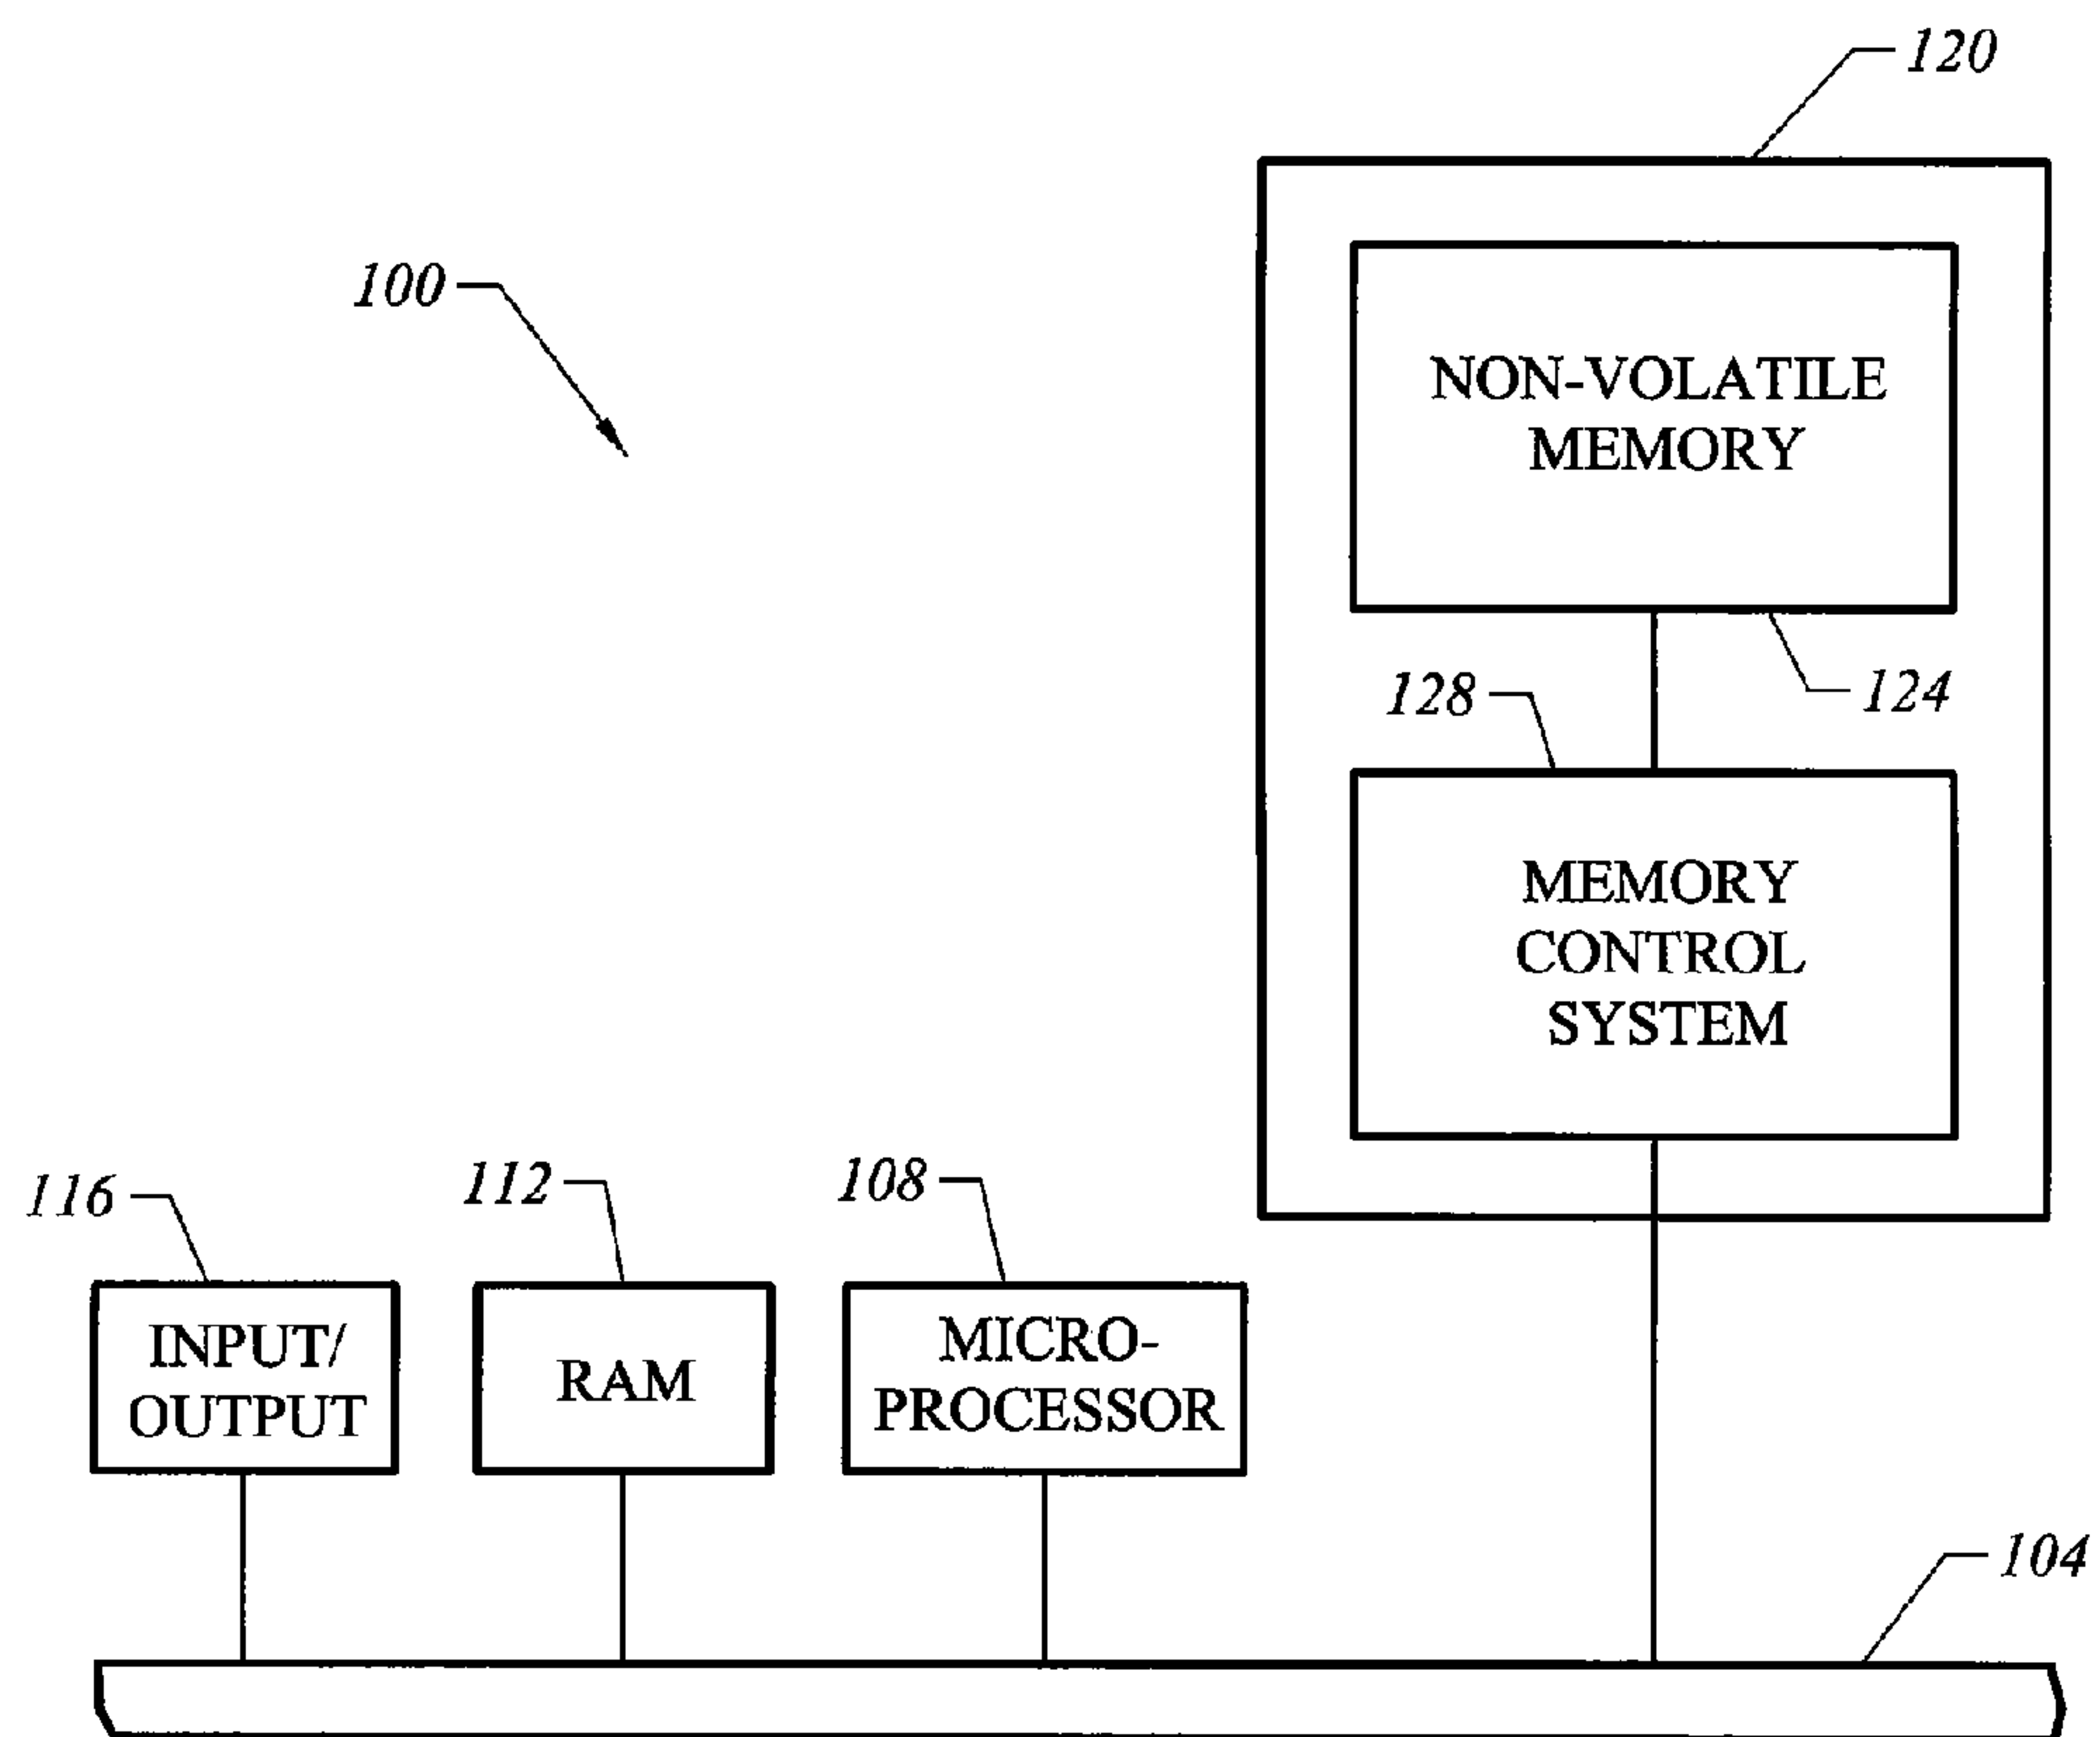 120
100
NON-VOLATILE
MEMORY
128
124
MEMORY
CONTROL
SYSTEM
116
112
108
INPUT/
OUTPUT
RAM
MICRO-
PROCESSOR
104